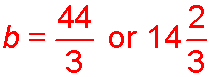 b = 44/3 or 14 2/3